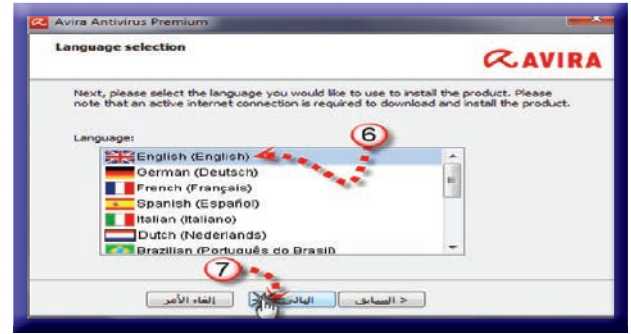 Avira Antivirus Premium
Language selection
AVIRA
Next, please select the language you would like to use to install the product. Please
note that an active internet connection is required to download and install the product.
Language:
6
English (English)
German (Deutsch)
French (Français)
Spanish (Español)
Italian (Italiano)
Dutch (Nederlands)
Brazilian (Português do Brasil)
7
< السابق
التالي
إلغاء الأمر